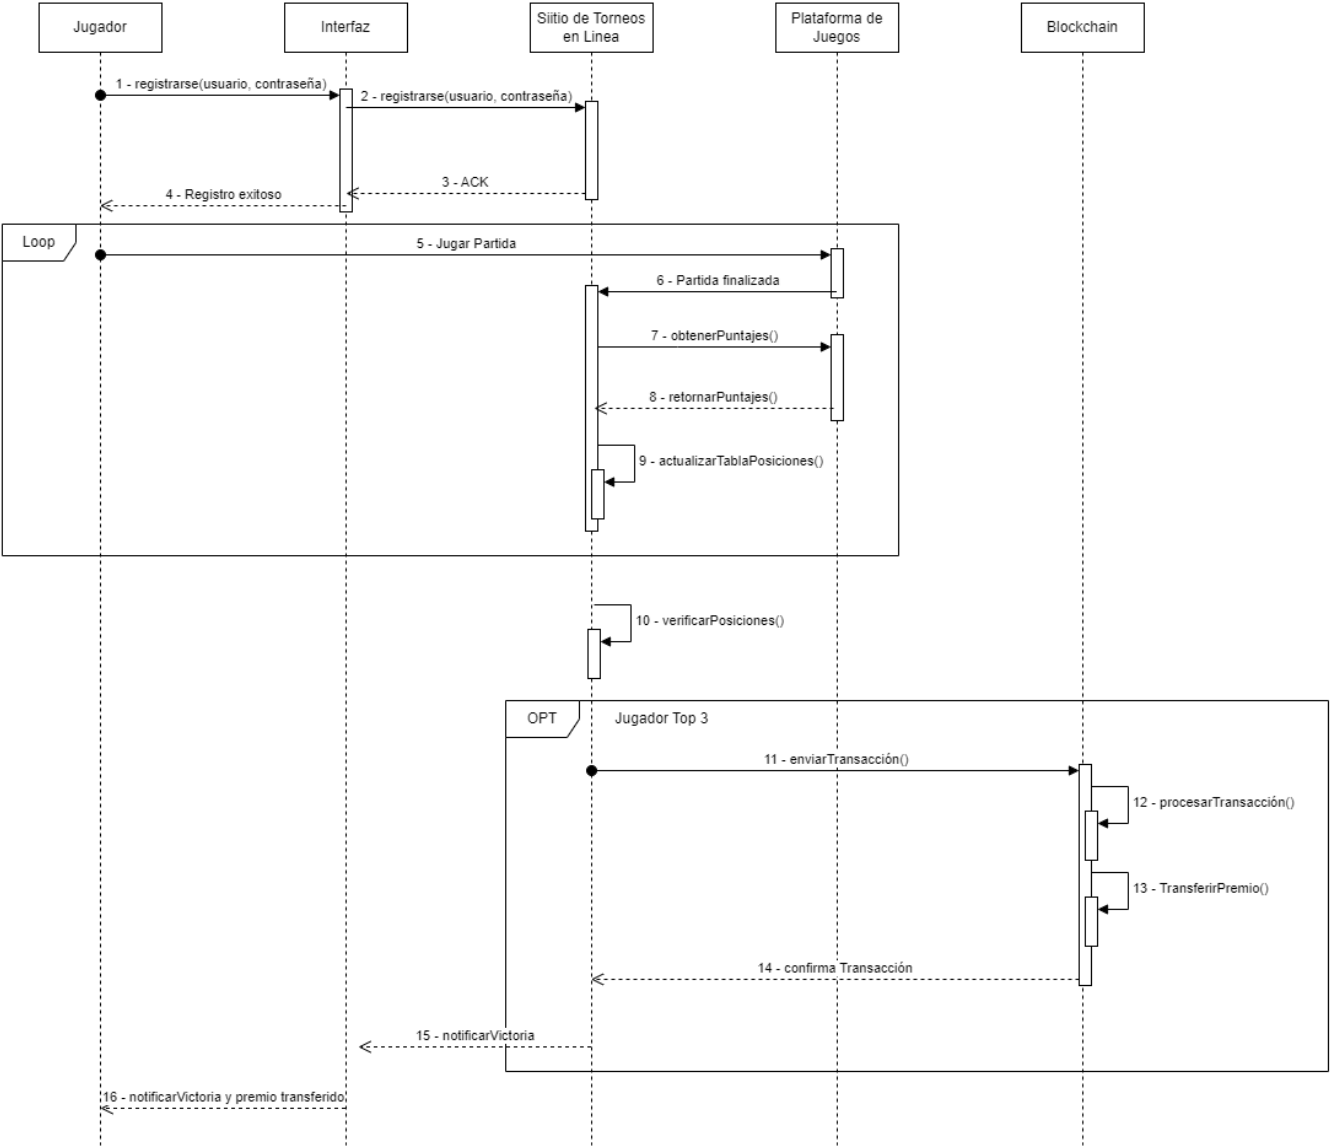 Jugador
Interfaz
Siitio de Torneos
en Linea
Plataforma de
Juegos
Blockchain
1 - registrarse(usuario, contraseña)
2 - registrarse(usuario, contraseña)
3 - ACK
4 - Registro exitoso
Loop
5 - Jugar Partida
6 - Partida finalizada
7 - obtenerPuntajes()
8 - retornarPuntajes()
9 - actualizarTablaPosiciones()
10 - verificarPosiciones()
OPT
Jugador Top 3
11 - enviarTransacción()
12 - procesarTransacción()
13 - TransferirPremio()
14 - confirma Transacción
15 - notificarVictoria
16 - notificarVictoria y premio transferido